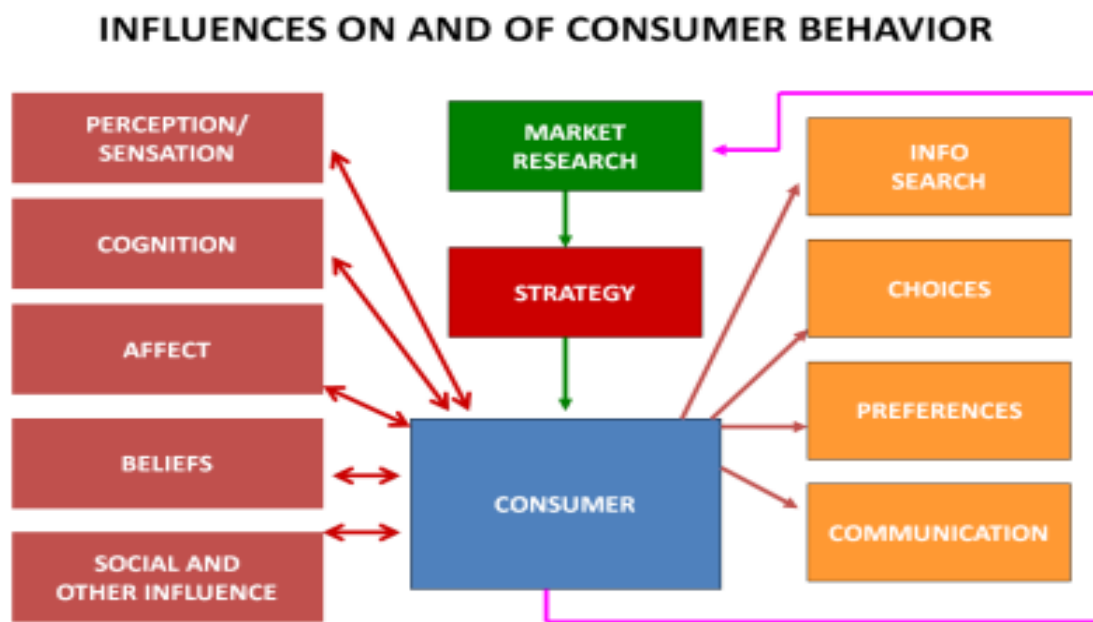 INFLUENCES ON AND OF CONSUMER BEHAVIOR
PERCEPTION/
SENSATION
COGNITION
AFFECT
BELIEFS
SOCIAL AND
OTHER INFLUENCE
MARKET
RESEARCH
STRATEGY
CONSUMER
INFO
SEARCH
CHOICES
PREFERENCES
COMMUNICATION